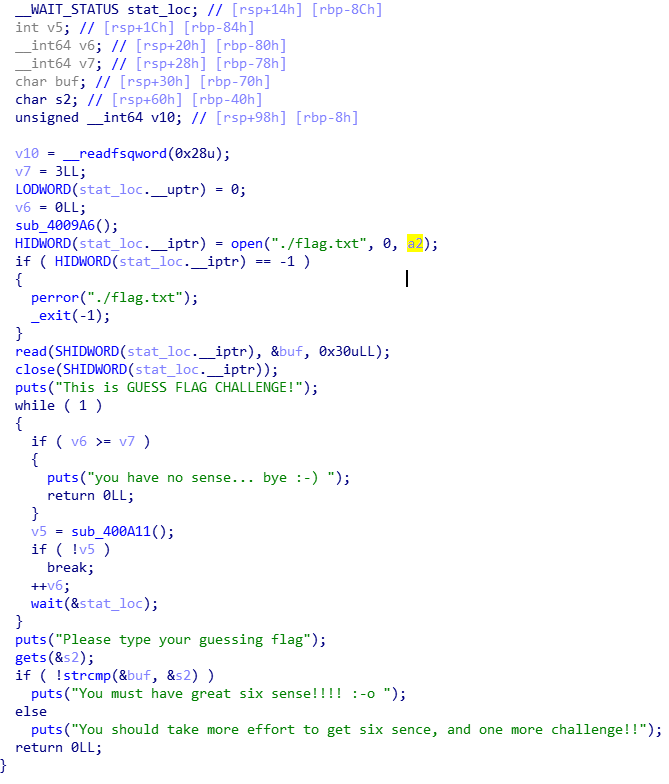 __WAIT_STATUS stat_loc; // [rsp+14h] [rbp-8Ch]
int v5; // [rsp+1Ch] [rbp-84h]
__int64 v6; // [rsp+20h] [rbp-80h]
__int64 v7; // [rsp+28h] [rbp-78h]
char buf; // [rsp+30h] [rbp-70h]
char s2; // [rsp+60h] [rbp-40h]
unsigned __int64 v10; // [rsp+98h] [rbp-8h]

v10 = __readfsqword(0x28u);
v7 = 3LL;
LODWORD(stat_loc.__uptr) = 0;
v6 = 0LL;
sub_4009A6();
HIDWORD(stat_loc.__iptr) = open("./flag.txt", 0, a2);
if ( HIDWORD(stat_loc.__iptr) == -1 )
{
  perror("./flag.txt");
  _exit(-1);
}
read(SHIDWORD(stat_loc.__iptr), &buf, 0x30uLL);
close(SHIDWORD(stat_loc.__iptr));
puts("This is GUESS FLAG CHALLENGE!");
while ( 1 )
{
  if ( v6 >= v7 )
  {
    puts("you have no sense... bye :-) ");
    return 0LL;
  }
  v5 = sub_400A11();
  if ( !v5 )
    break;
  ++v6;
  wait(&stat_loc);
}
puts("Please type your guessing flag");
gets(&s2);
if ( !strcmp(&buf, &s2) )
  puts("You must have great six sense!!!! :-o ");
else
  puts("You should take more effort to get six sence, and one more challenge!!");
return 0LL;
}